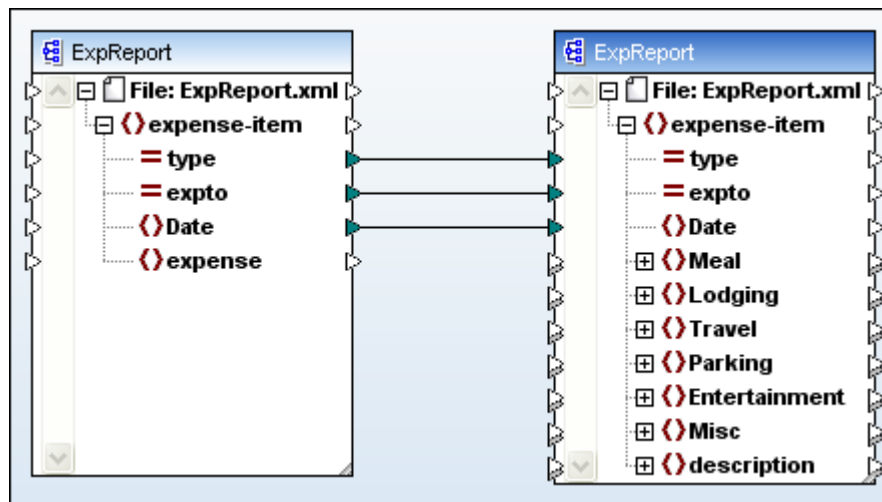 ExpReport
File: ExpReport.xml
expense-item
type
expto
Date
expense
ExpReport
File: ExpReport.xml
expense-item
type
expto
Date
Meal
Lodging
Travel
Parking
Entertainment
Misc
description